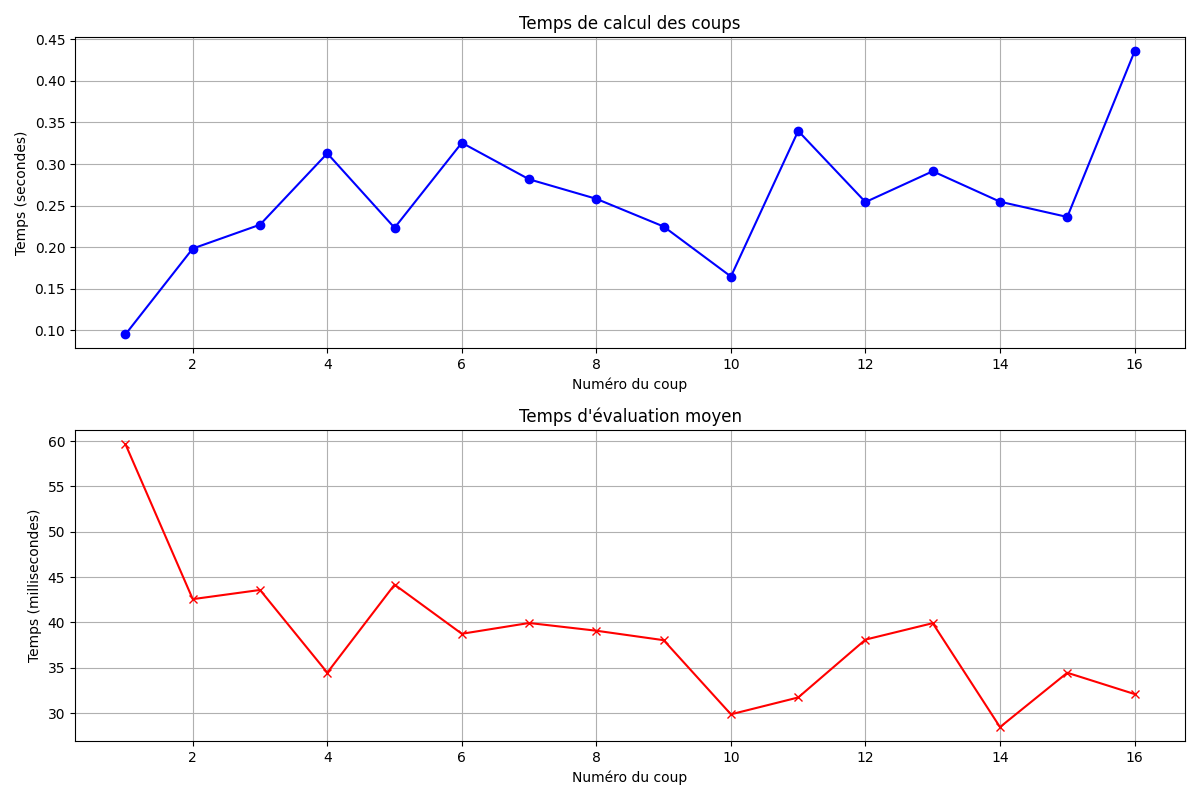 Temps de calcul des coups
0.45
0.40
0.35
0.30
0.25
0.20
0.15
0.10
Temps (secondes)
2 4 6 8 10 12 14 16
Numéro du coup
Temps d'évaluation moyen
60
55
50
45
40
35
30
Temps (millisecondes)
2 4 6 8 10 12 14 16
Numéro du coup